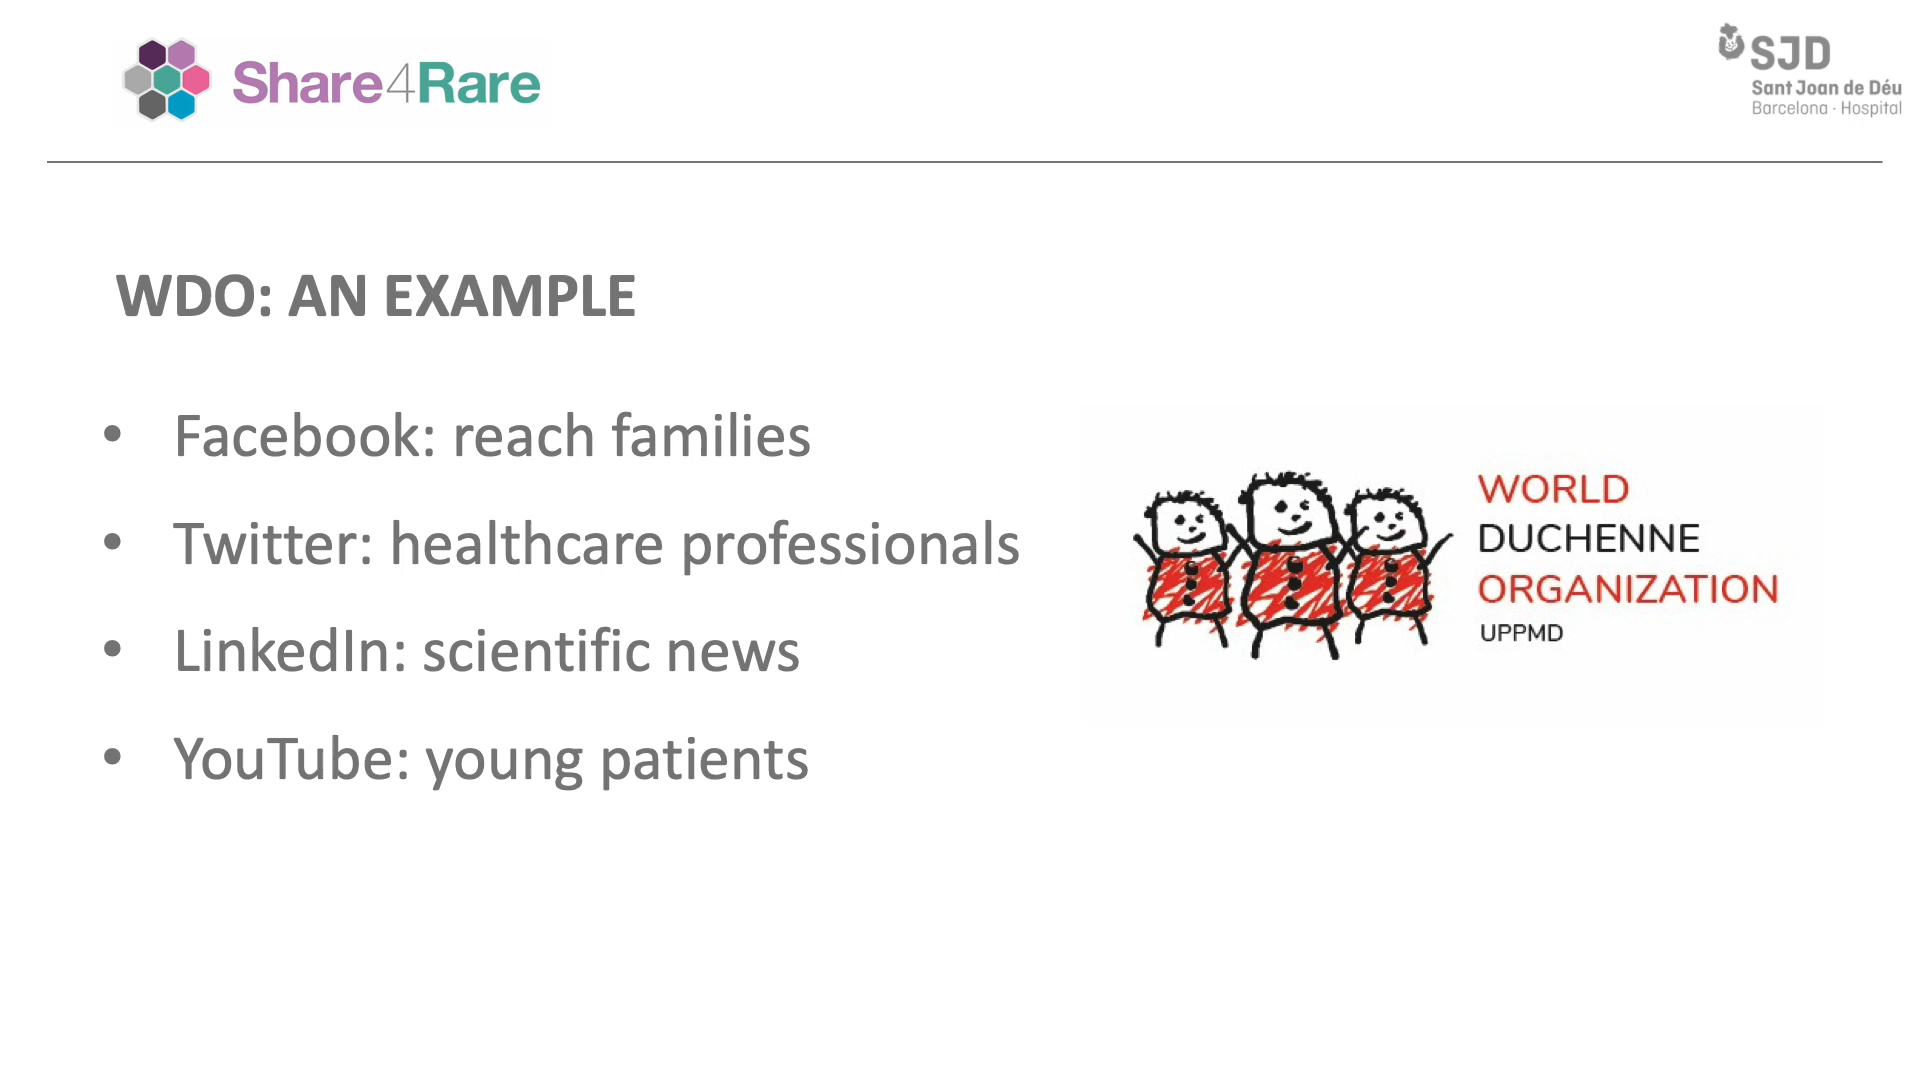 Share4Rare
SJD
Sant Joan de Déu
Barcelona · Hospital
WDO: AN EXAMPLE
• Facebook: reach families
• Twitter: healthcare professionals
• LinkedIn: scientific news
• YouTube: young patients
WORLD
DUCHENNE
ORGANIZATION
UPPMD